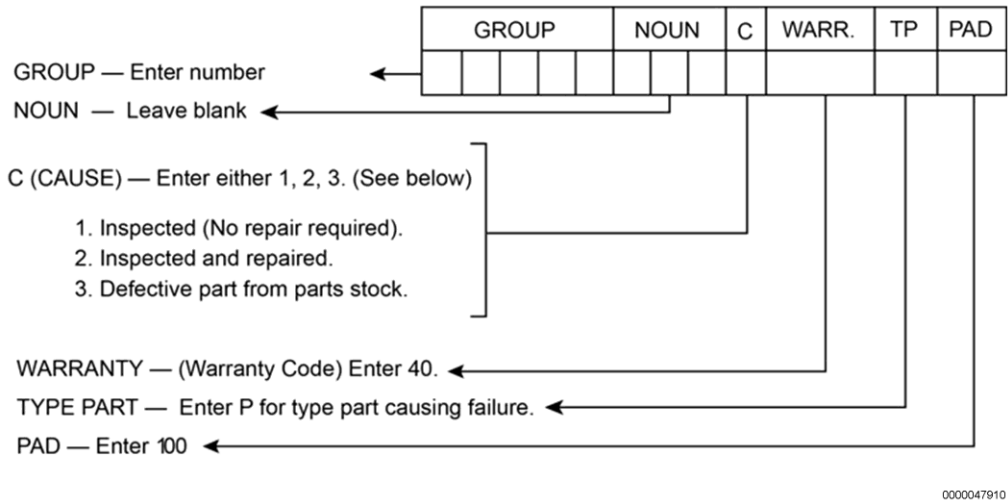 GROUP NOUN C WARR. TP PAD
GROUP — Enter number
NOUN — Leave blank
C (CAUSE) — Enter either 1, 2, 3. (See below)
1. Inspected (No repair required).
2. Inspected and repaired.
3. Defective part from parts stock.
WARRANTY — (Warranty Code) Enter 40.
TYPE PART — Enter P for type part causing failure.
PAD — Enter 100
0000047910